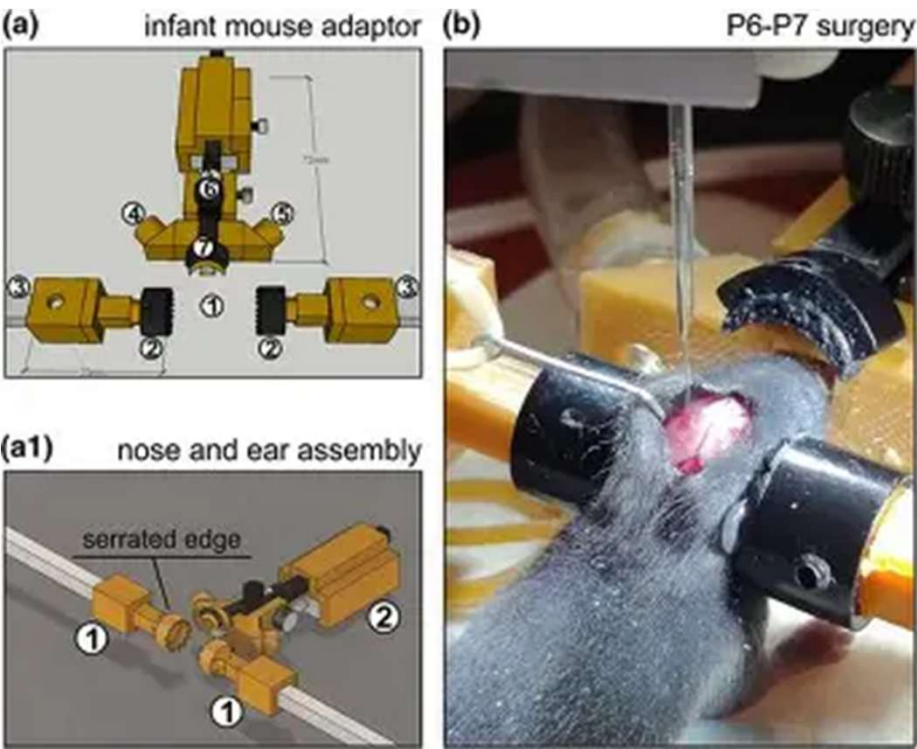 (a) infant mouse adaptor
④ ⑤
⑥
⑦
③ ① ③
② ②
(a1) nose and ear assembly
serrated edge
① ②
①
(b) P6-P7 surgery